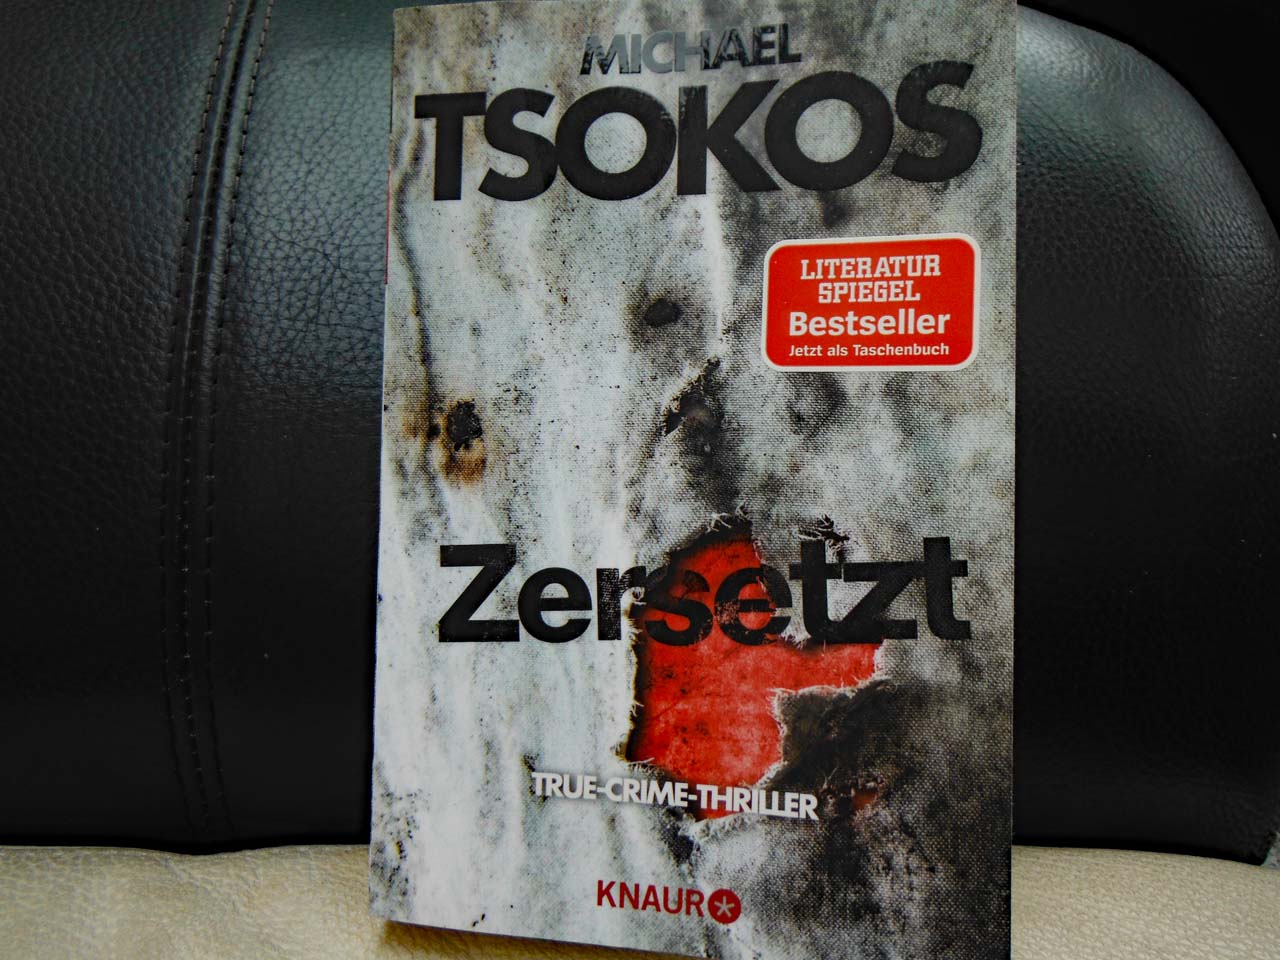 MICHAEL
TSOKOS
LITERATUR
SPIEGEL
Bestseller
Jetzt als Taschenbuch
Zersetzt
TRUE-CRIME-THRILLER
KNAUR